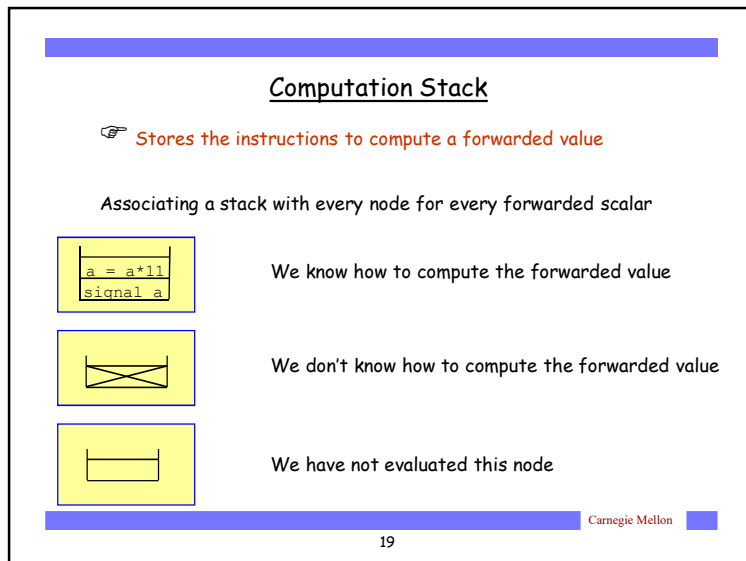 Computation Stack
☞ Stores the instructions to compute a forwarded value
Associating a stack with every node for every forwarded scalar
a = a*11
signal a
We know how to compute the forwarded value
We don't know how to compute the forwarded value
We have not evaluated this node
Carnegie Mellon
19